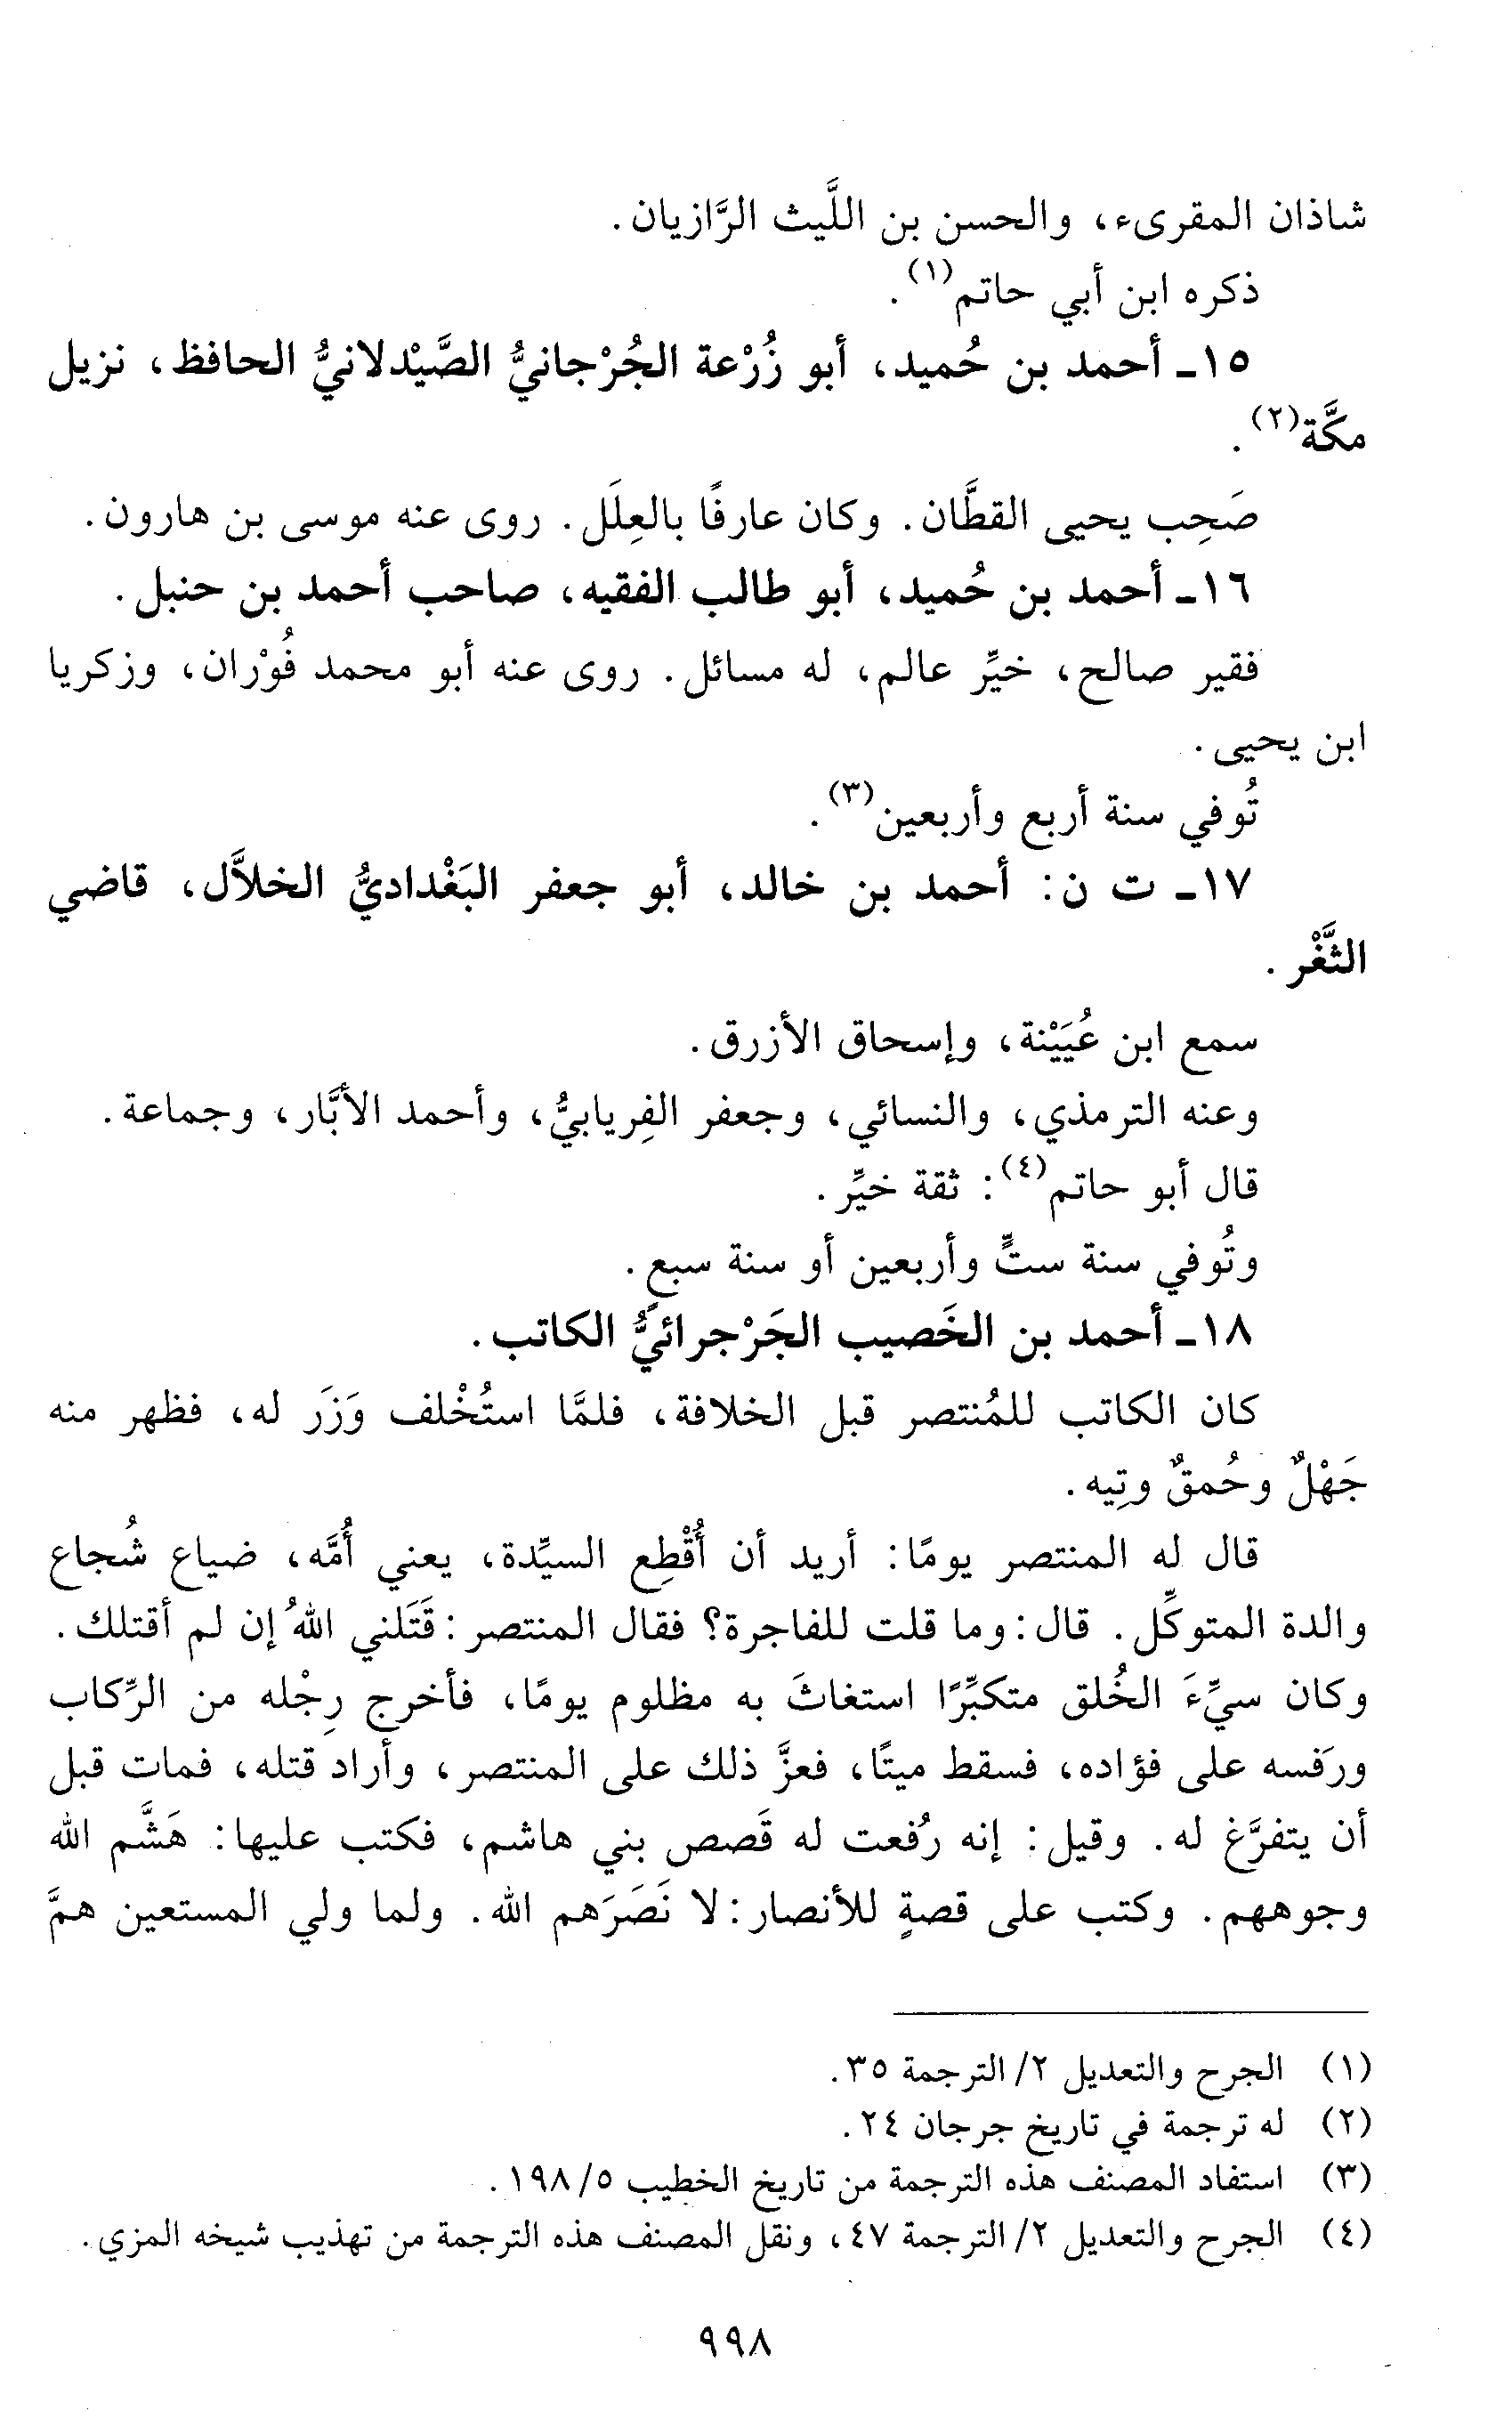 شاذان المقرىء، والحسن بن اللَّيث الرَّازيان.
ذكره ابن أبي حاتم(١).
١٥ـ أحمد بن حُميد، أبو زُرْعة الجُرْجانيُّ الصَّيْدلانيُّ الحافظ، نزيل
مكَّة(٢).
صَحِب يحيى القطَّان. وكان عارفًا بالعِلَل. روى عنه موسى بن هارون.
١٦ـ أحمد بن حُميد، أبو طالب الفقيه، صاحب أحمد بن حنبل.
فقير صالح، خيِّر عالم، له مسائل. روى عنه أبو محمد فُوْران، وزكريا
ابن يحيى.
تُوفي سنة أربع وأربعين(٣).
١٧ـ ت ن: أحمد بن خالد، أبو جعفر البَغْداديُّ الخلاَّل، قاضي
الثَّغْر.
سمع ابن عُيَيْنة، وإسحاق الأزرق.
وعنه الترمذي، والنسائي، وجعفر الفِريابيُّ، وأحمد الأبَّار، وجماعة.
قال أبو حاتم(٤): ثقة خيِّر.
وتُوفي سنة ستٍّ وأربعين أو سنة سبعٍ.
١٨ـ أحمد بن الخَصيب الجَرْجرائيُّ الكاتب.
كان الكاتب للمُنتصر قبل الخلافة، فلمَّا استُخْلف وَزَر له، فظهر منه
جَهْلٌ وحُمقٌ وتِيه.
قال له المنتصر يومًا: أريد أن أُقْطِع السيِّدة، يعني أُمَّه، ضياع شُجاع
والدة المتوكِّل. قال: وما قلت للفاجرة؟ فقال المنتصر: قَتَلني اللهُ إن لم أقتلك.
وكان سيِّءَ الخُلق متكبِّرًا استغاثَ به مظلوم يومًا، فأخرج رِجْله من الرِّكاب
ورَفسه على فؤاده، فسقط ميتًا، فعزَّ ذلك على المنتصر، وأراد قتله، فمات قبل
أن يتفرَّغ له. وقيل: إنه رُفعت له قَصص بني هاشم، فكتب عليها: هَشَّم الله
وجوههم. وكتب على قصةٍ للأنصار: لا نَصَرَهم الله. ولما ولي المستعين همَّ
(١) الجرح والتعديل ٢/ الترجمة ٣٥.
(٢) له ترجمة في تاريخ جرجان ٢٤.
(٣) استفاد المصنف هذه الترجمة من تاريخ الخطيب ٥/ ١٩٨.
(٤) الجرح والتعديل ٢/ الترجمة ٤٧، ونقل المصنف هذه الترجمة من تهذيب شيخه المزي.
٩٩٨